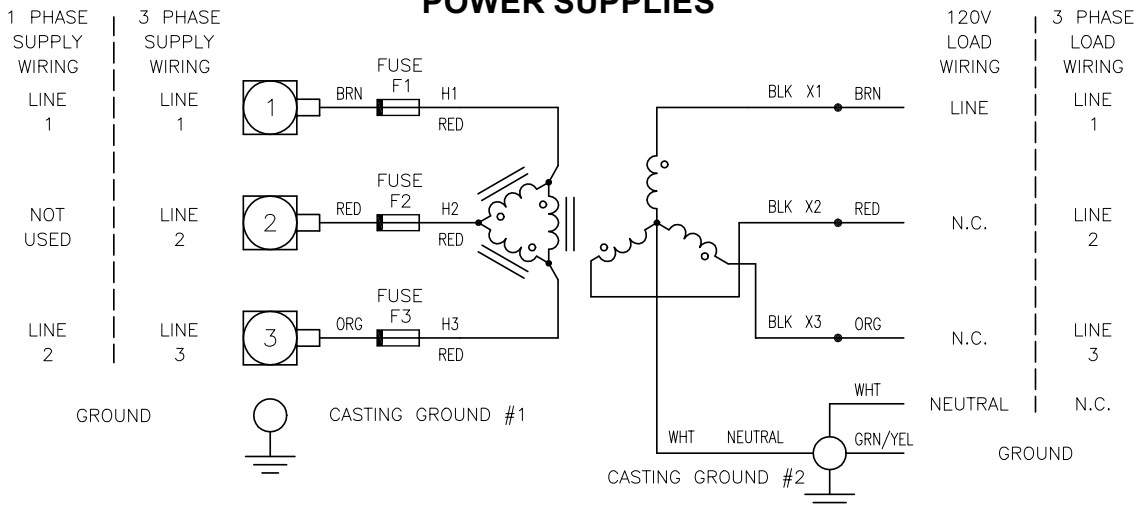 POWER SUPPLIES
1 PHASE
SUPPLY
WIRING
3 PHASE
SUPPLY
WIRING
120V
LOAD
WIRING
3 PHASE
LOAD
WIRING
LINE
1
LINE
1
1
BRN
FUSE
F1
H1
RED
BLK X1
BRN
LINE
LINE
1
NOT
USED
LINE
2
2
RED
FUSE
F2
H2
RED
BLK X2
RED
N.C.
LINE
2
LINE
2
LINE
3
3
ORG
FUSE
F3
H3
RED
BLK X3
ORG
N.C.
LINE
3
GROUND
CASTING GROUND #1
WHT
NEUTRAL
N.C.
WHT NEUTRAL
GRN/YEL
GROUND
CASTING GROUND #2